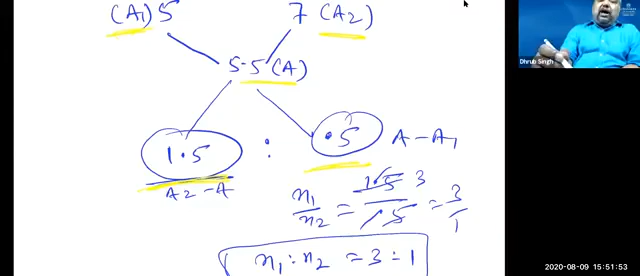 (A1) 5 7 (A2)
5.5 (A)
1.5 : .5 A-A1
A2-A
n1/n2 = 1.5/.5 3 = 3/1
n1 : n2 = 3 : 1
Dhrub Singh
2020-08-09 15:51:53